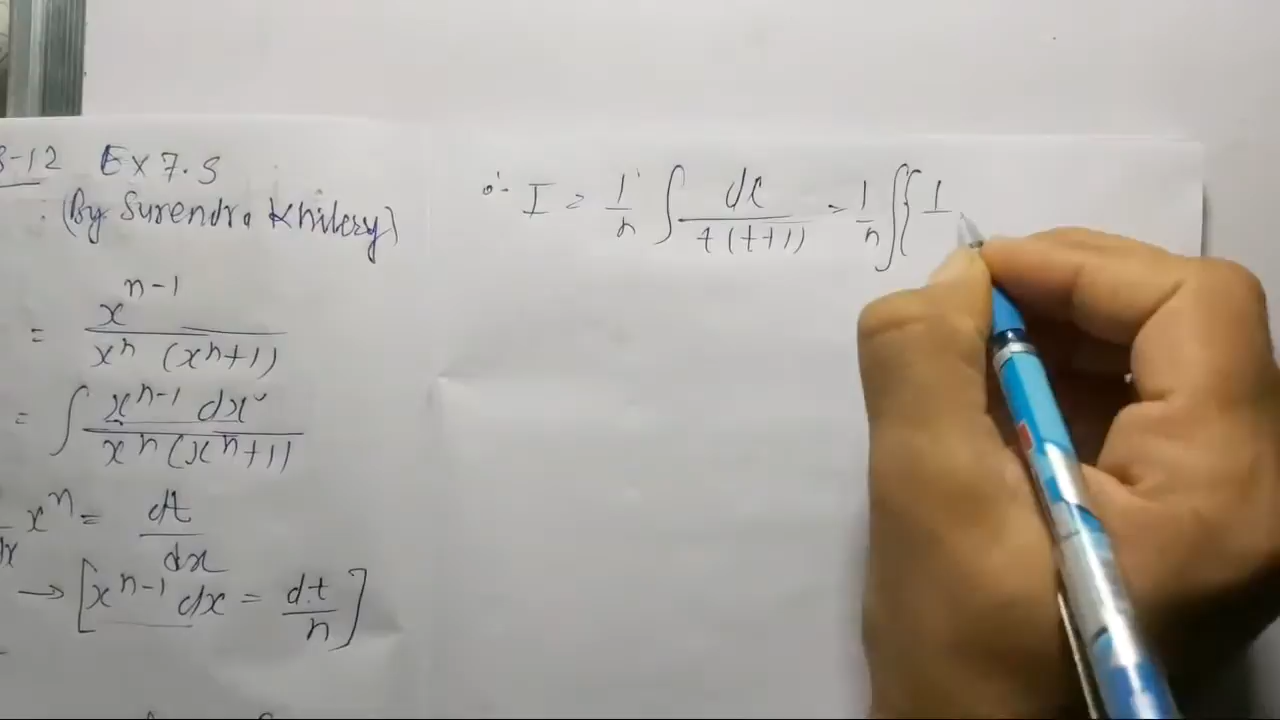 3-12 Ex 7.5
(By Surendra Khilery)
= x^{n-1} / x^n (x^n+1)
= ∫ x^{n-1} dx / x^n (x^n+1)
x^n = dt / dx
→ [x^{n-1} dx = dt / n]
∴ I = 1/n ∫ dt / t(t+1) = 1/n ∫ { 1